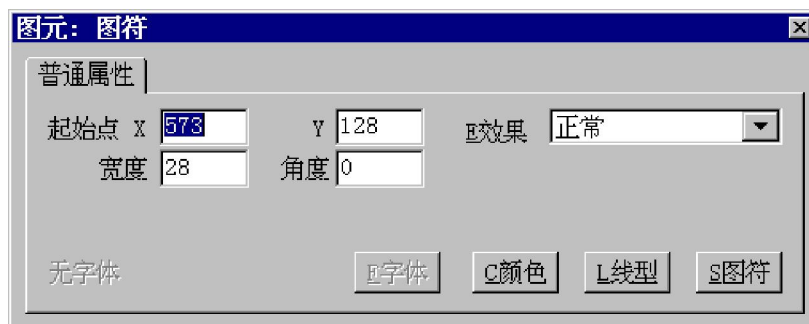 图元: 图符
普通属性
起始点 X 573 Y 128 E效果 正常
宽度 28 角度 0
无字体 F字体 C颜色 L线型 S图符